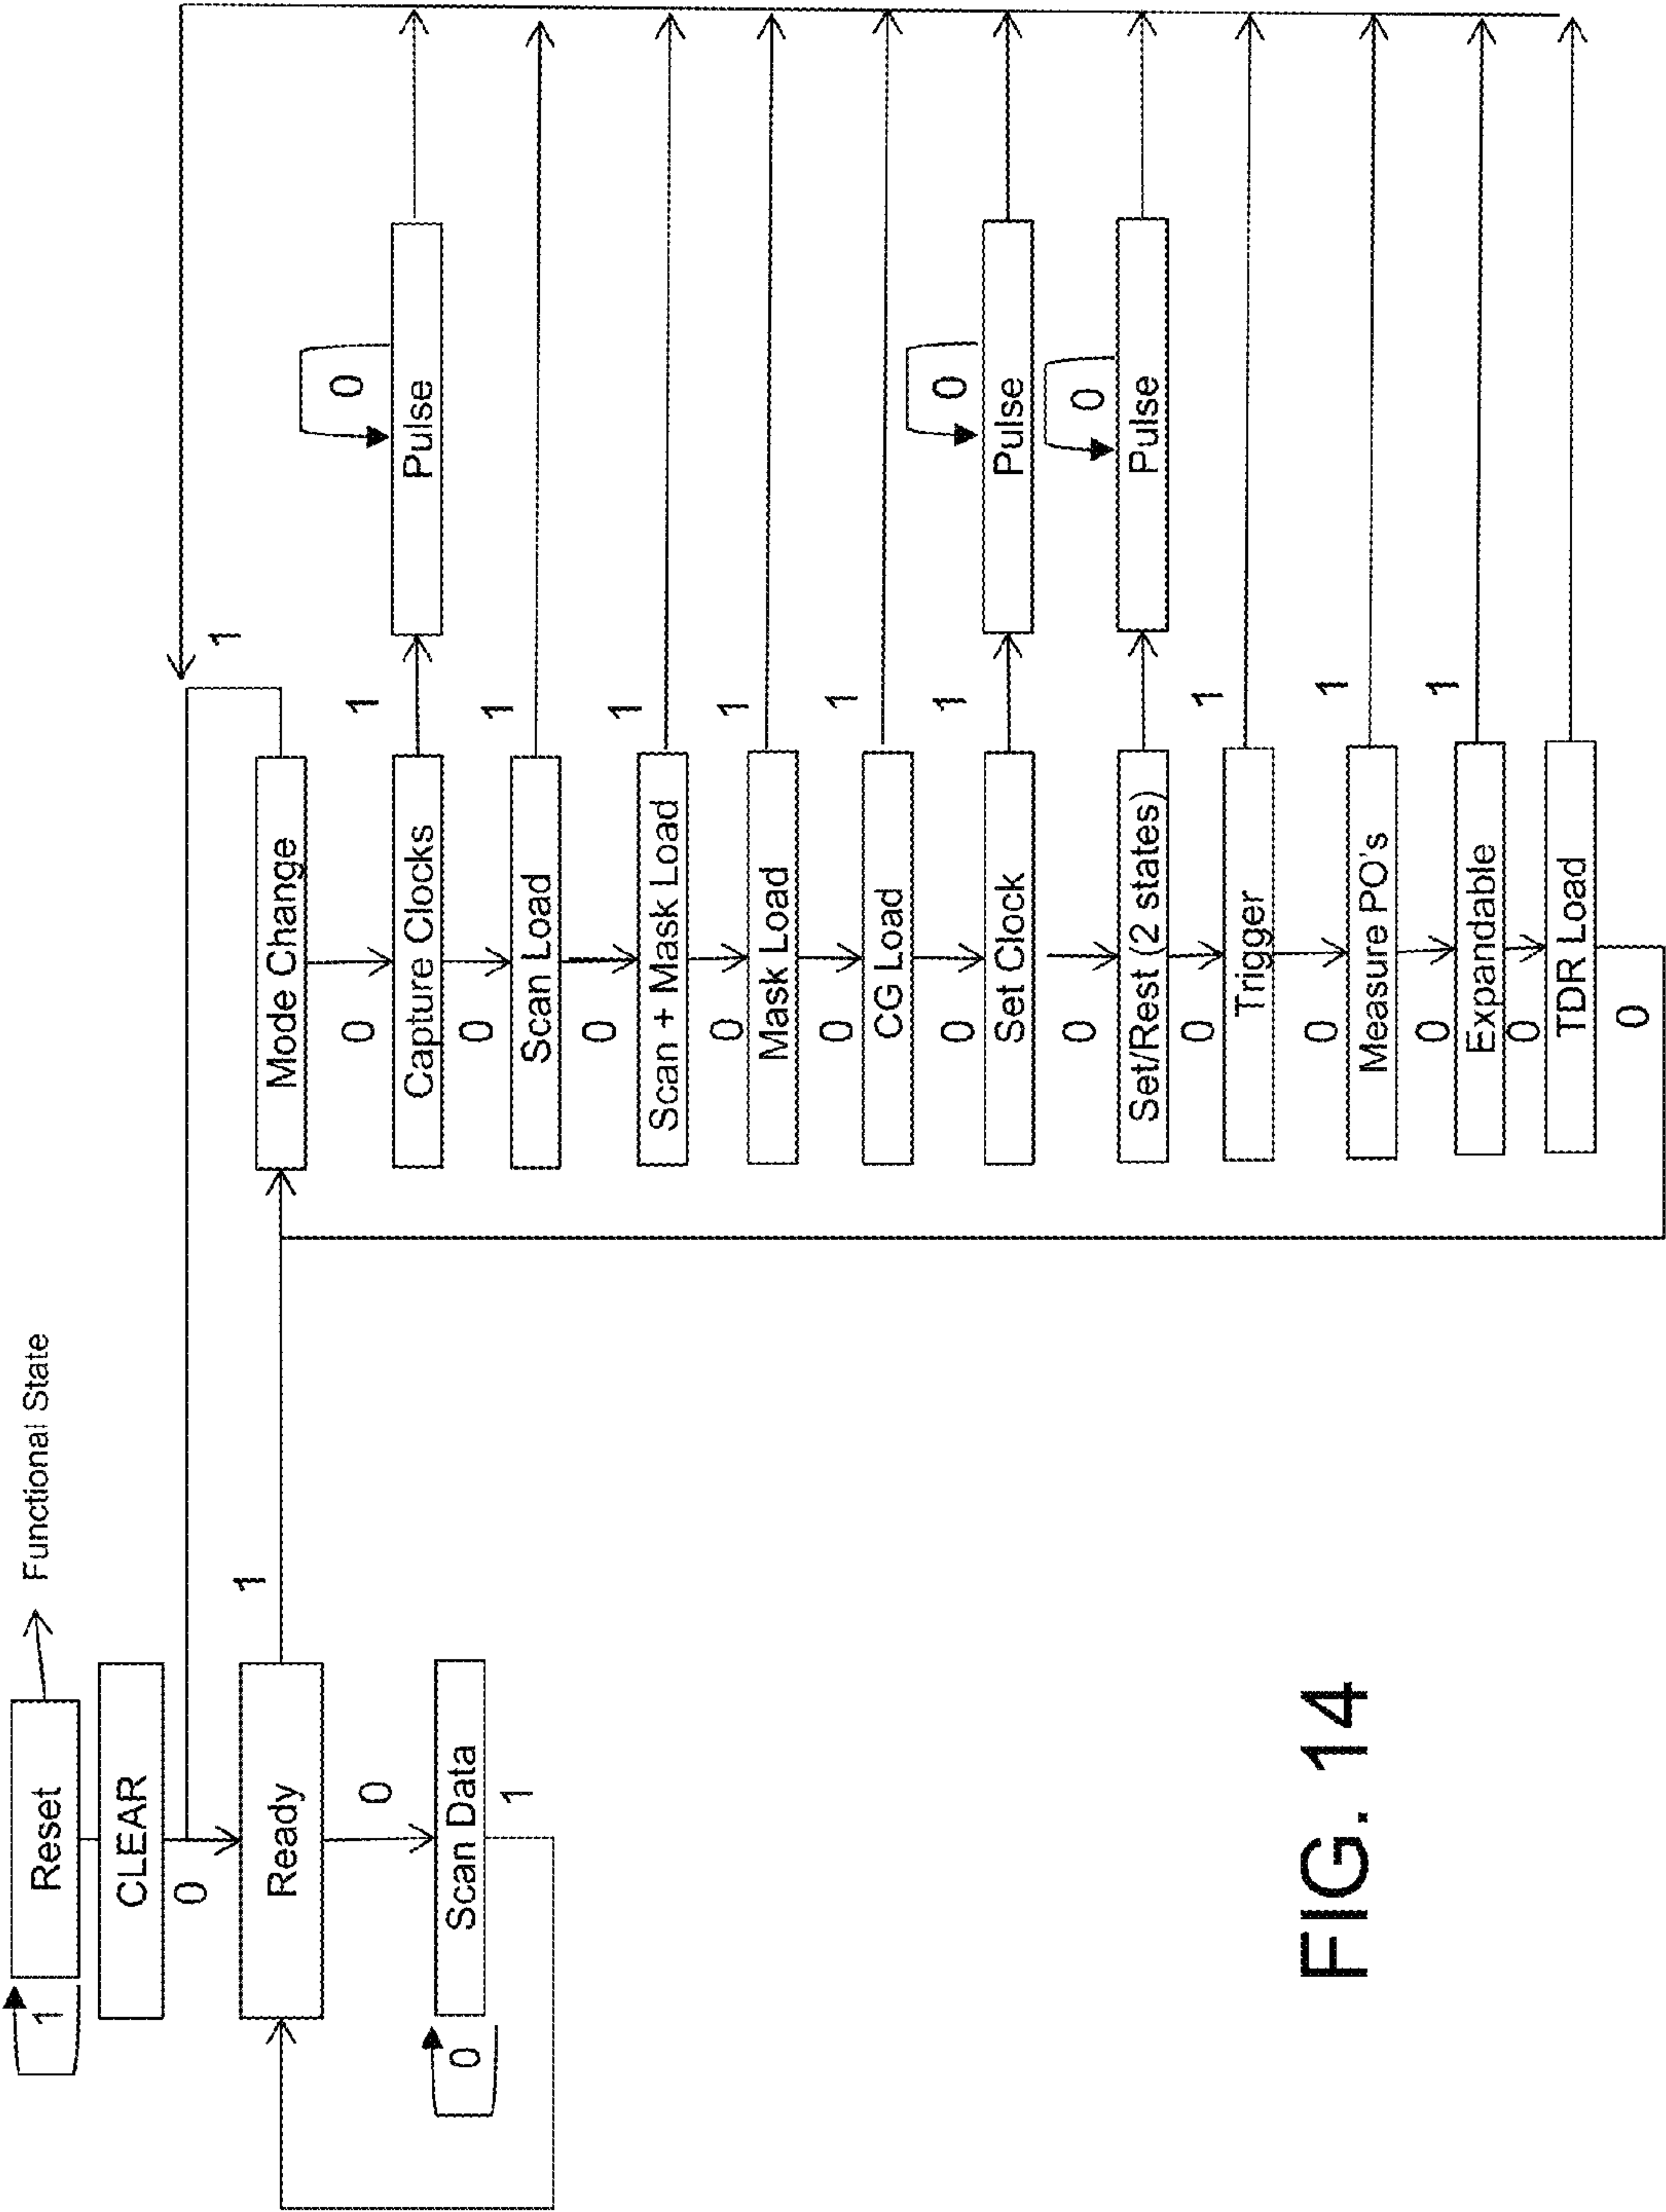 1
Reset
Functional State
CLEAR
0
Ready
1
0
0
Scan Data
1
1
Mode Change
0
1
0
Capture Clocks
Pulse
0
1
Scan Load
0
1
Scan + Mask Load
0
1
Mask Load
0
1
CG Load
0
1
0
Set Clock
Pulse
0
0
Set/Rest (2 states)
Pulse
0
1
Trigger
0
1
Measure PO's
0
1
Expandable
0
TDR Load
0
FIG. 14